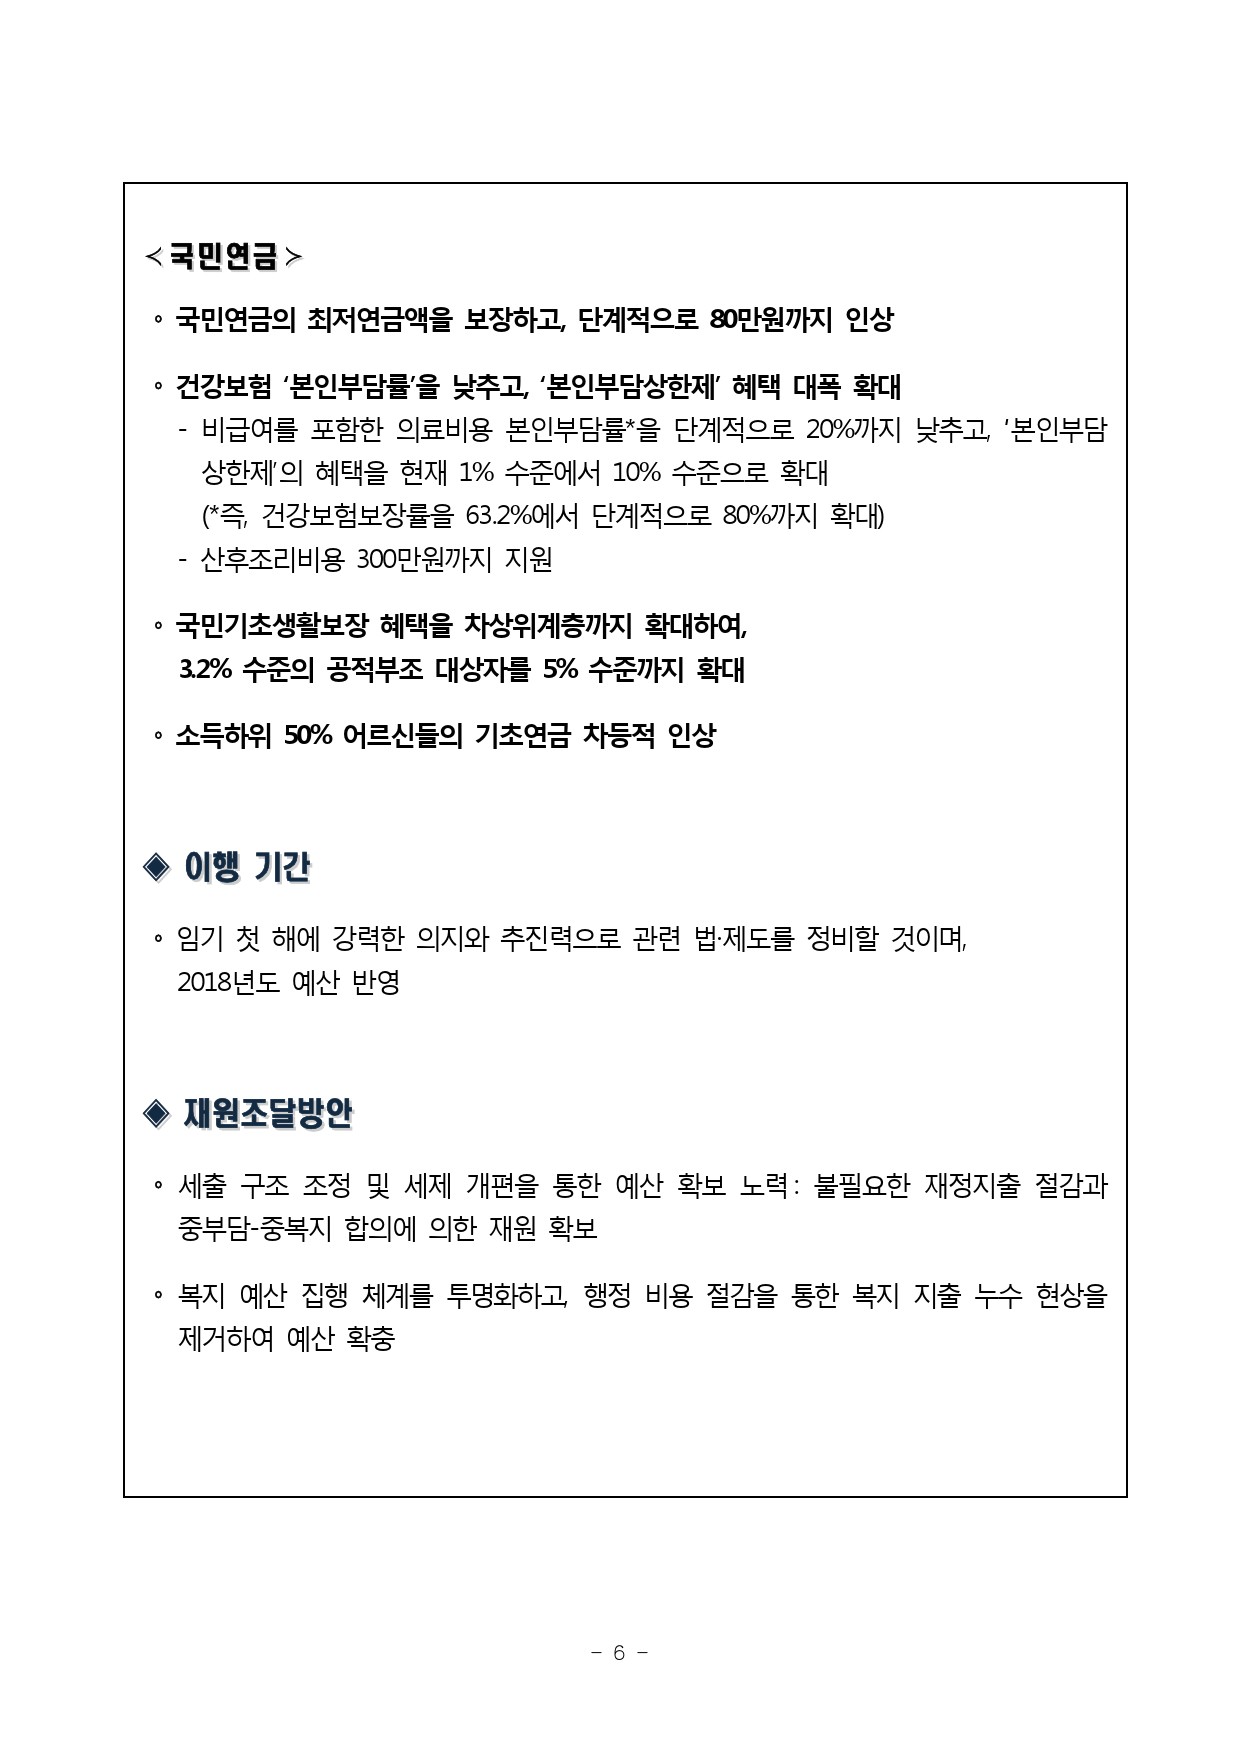 <국민연금>
∘ 국민연금의 최저연금액을 보장하고, 단계적으로 80만원까지 인상
∘ 건강보험 ‘본인부담률’을 낮추고, ‘본인부담상한제’ 혜택 대폭 확대
- 비급여를 포함한 의료비용 본인부담률*을 단계적으로 20%까지 낮추고, '본인부담
상한제'의 혜택을 현재 1% 수준에서 10% 수준으로 확대
(*즉, 건강보험보장률을 63.2%에서 단계적으로 80%까지 확대)
- 산후조리비용 300만원까지 지원
∘ 국민기초생활보장 혜택을 차상위계층까지 확대하여,
3.2% 수준의 공적부조 대상자를 5% 수준까지 확대
∘ 소득하위 50% 어르신들의 기초연금 차등적 인상
◈ 이행 기간
∘ 임기 첫 해에 강력한 의지와 추진력으로 관련 법·제도를 정비할 것이며,
2018년도 예산 반영
◈ 재원조달방안
∘ 세출 구조 조정 및 세제 개편을 통한 예산 확보 노력: 불필요한 재정지출 절감과
중부담-중복지 합의에 의한 재원 확보
∘ 복지 예산 집행 체계를 투명화하고, 행정 비용 절감을 통한 복지 지출 누수 현상을
제거하여 예산 확충
- 6 -